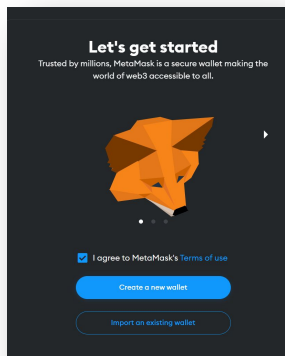 Let's get started
Trusted by millions, MetaMask is a secure wallet making the
world of web3 accessible to all.
I agree to MetaMask's Terms of use
Create a new wallet
Import an existing wallet